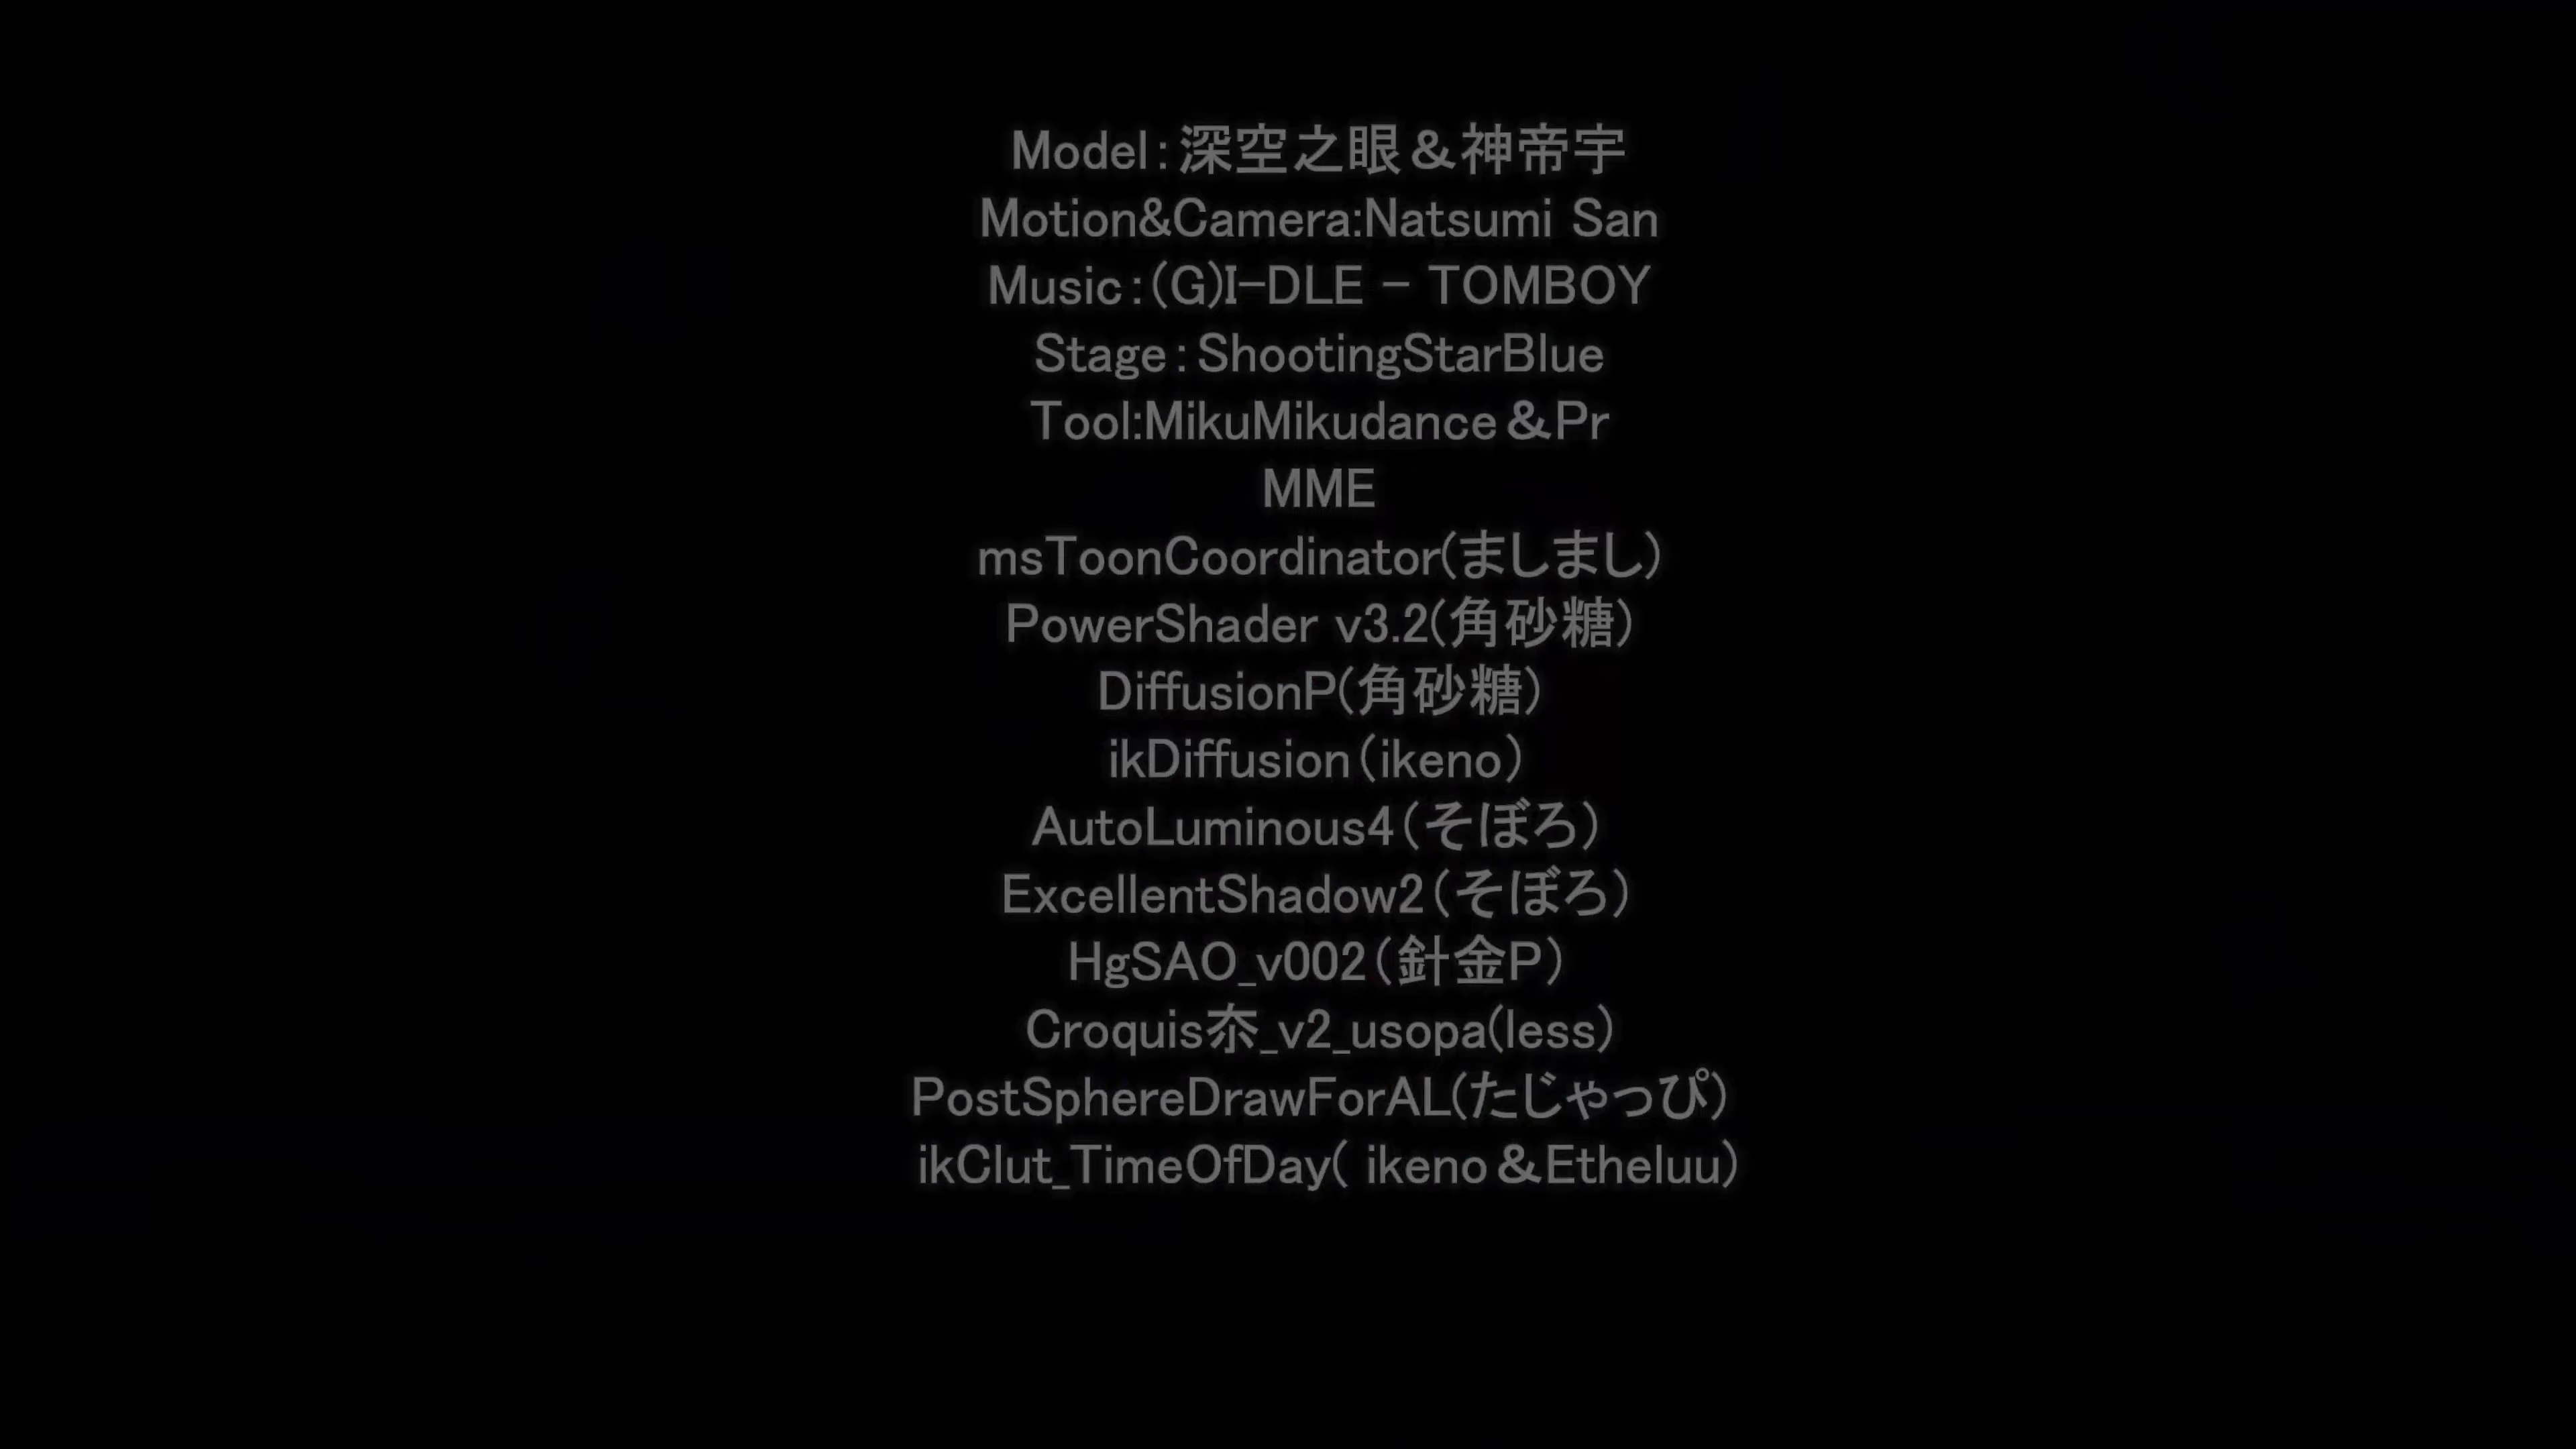 Model：深空之眼＆神帝宇
Motion&Camera:Natsumi San
Music：（G）I-DLE - TOMBOY
Stage：ShootingStarBlue
Tool:MikuMikudance＆Pr
MME
msToonCoordinator(ましまし）
PowerShader v3.2(角砂糖）
DiffusionP(角砂糖）
ikDiffusion（ikeno）
AutoLuminous4（そぼろ）
ExcellentShadow2（そぼろ）
HgSAO_v002（針金P）
Croquis柰_v2_usopa(less）
PostSphereDrawForAL(たじゃっぴ）
ikClut_TimeOfDay( ikeno＆Etheluu)